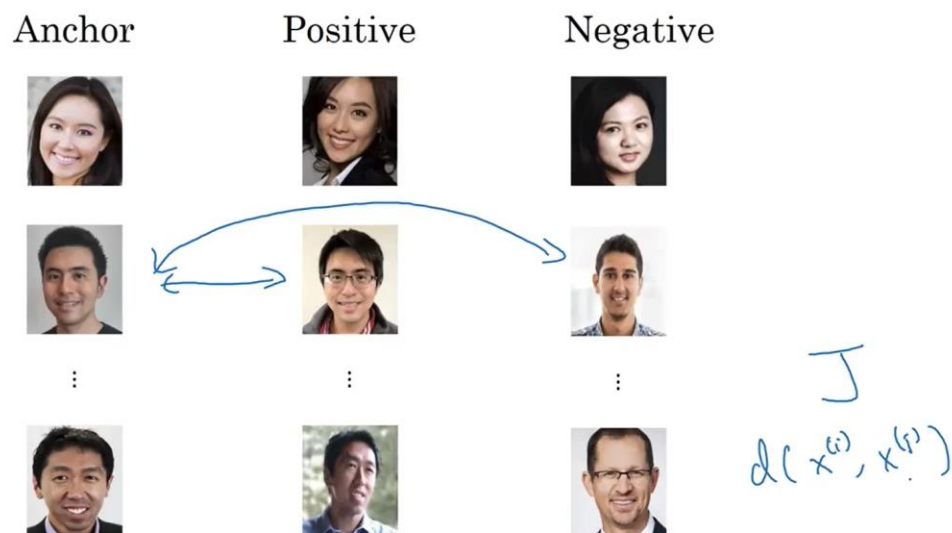 Anchor Positive Negative
⋮ ⋮ ⋮
J
d(x⁽ⁱ⁾, x⁽ʲ⁾)